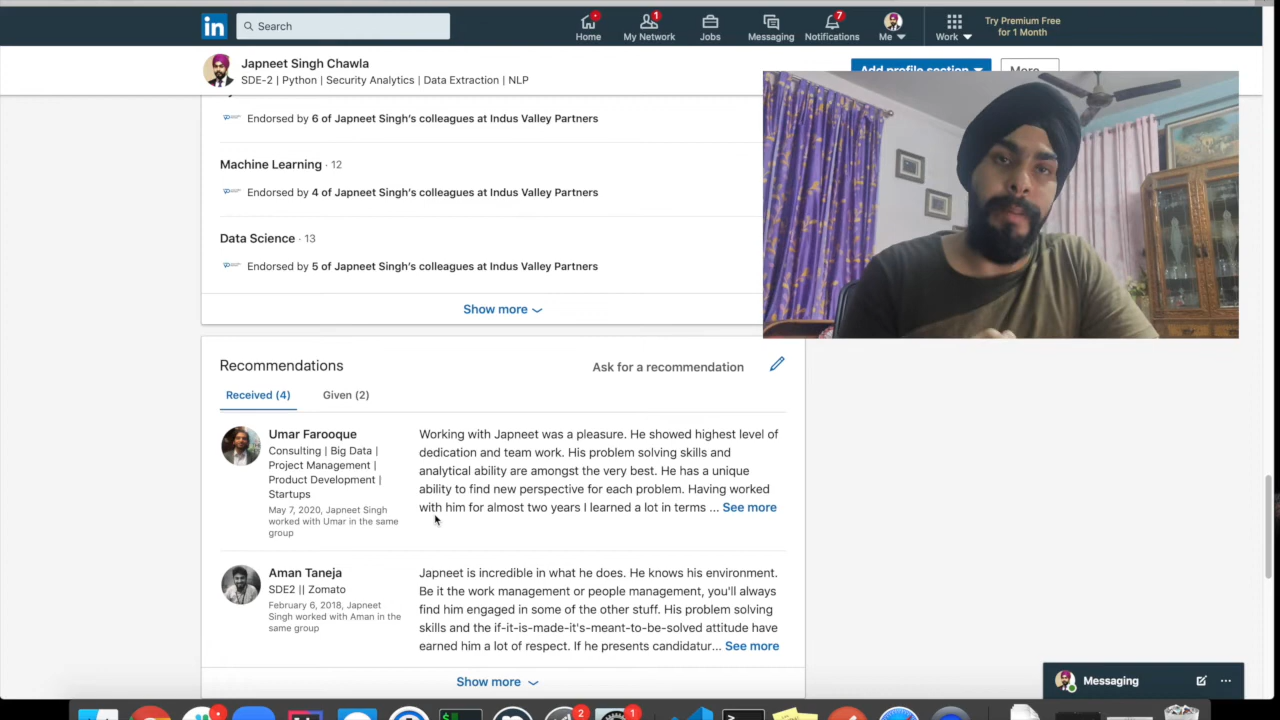 in
Search
Home
1
My Network
Jobs
Messaging
7
Notifications
Me
Work
Try Premium Free
for 1 Month
Japneet Singh Chawla
SDE-2 | Python | Security Analytics | Data Extraction | NLP
Add profile section
More
Endorsed by 6 of Japneet Singh's colleagues at Indus Valley Partners
Machine Learning · 12
Endorsed by 4 of Japneet Singh's colleagues at Indus Valley Partners
Data Science · 13
Endorsed by 5 of Japneet Singh's colleagues at Indus Valley Partners
Show more
Recommendations
Ask for a recommendation
Received (4)
Given (2)
Umar Farooque
Consulting | Big Data |
Project Management |
Product Development |
Startups
May 7, 2020, Japneet Singh
worked with Umar in the same
group
Working with Japneet was a pleasure. He showed highest level of
dedication and team work. His problem solving skills and
analytical ability are amongst the very best. He has a unique
ability to find new perspective for each problem. Having worked
with him for almost two years I learned a lot in terms ... See more
Aman Taneja
SDE2 || Zomato
February 6, 2018, Japneet
Singh worked with Aman in the
same group
Japneet is incredible in what he does. He knows his environment.
Be it the work management or people management, you'll always
find him engaged in some of the other stuff. His problem solving
skills and the if-it-is-made-it's-meant-to-be-solved attitude have
earned him a lot of respect. If he presents candidatur... See more
Show more
Messaging
2
1